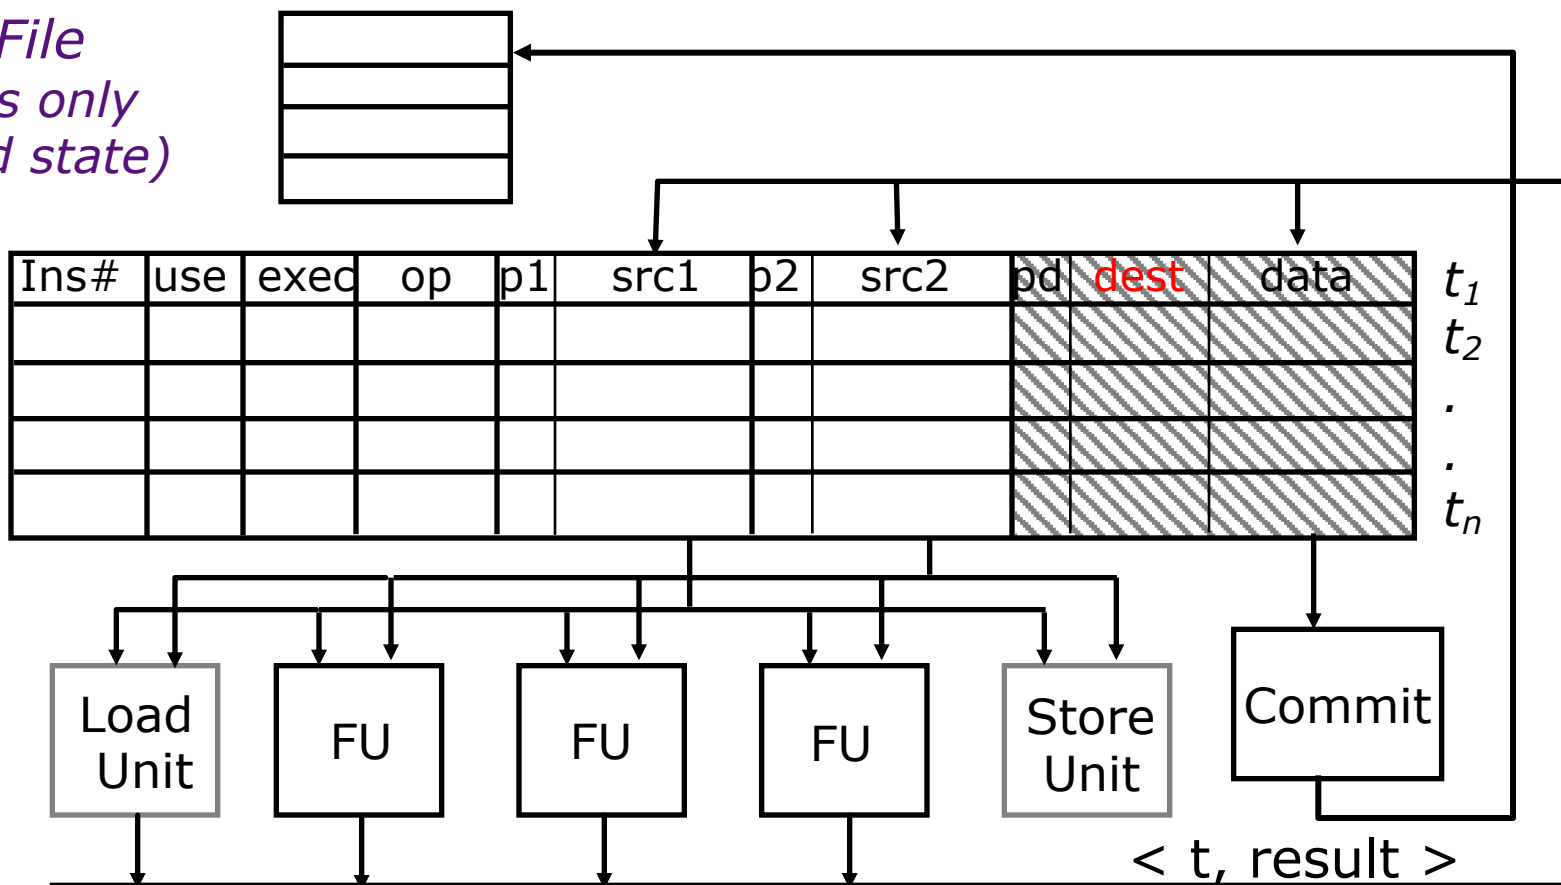 File
s only
d state)
Ins# use exec op p1 src1 p2 src2 pd dest data t1
t2
.
.
tn
Load Unit
FU
FU
FU
Store Unit
Commit
< t, result >